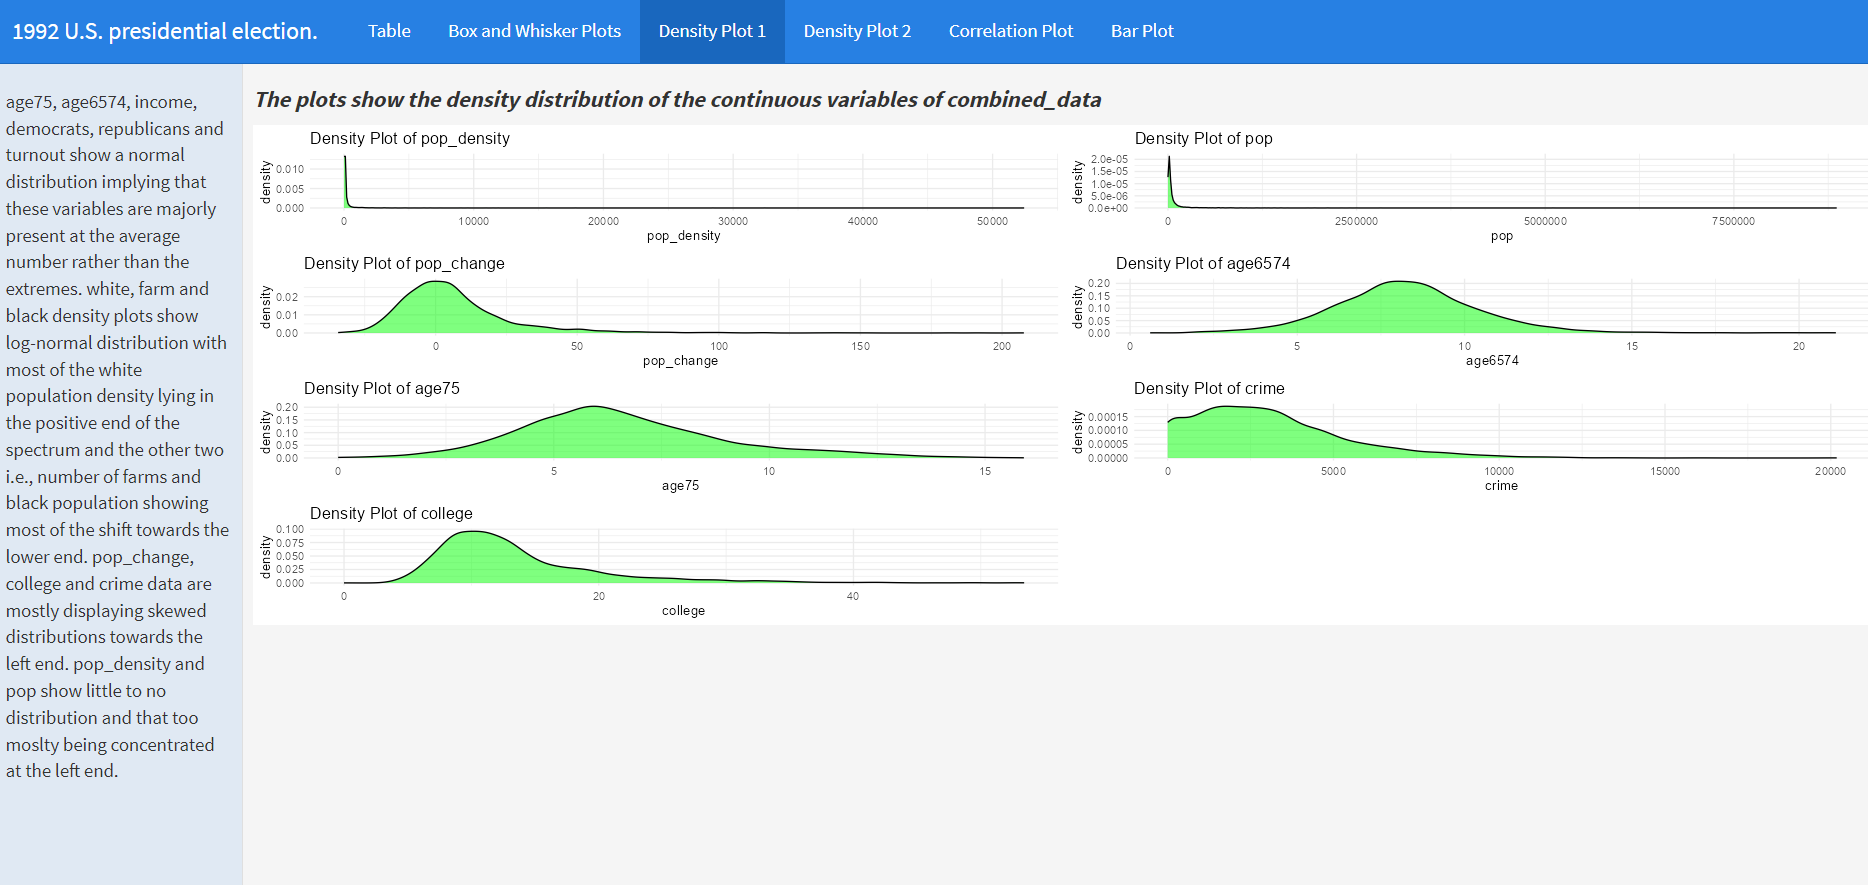 1992 U.S. presidential election.
Table
Box and Whisker Plots
Density Plot 1
Density Plot 2
Correlation Plot
Bar Plot
age75, age6574, income,
democrats, republicans and
turnout show a normal
distribution implying that
these variables are majorly
present at the average
number rather than the
extremes. white, farm and
black density plots show
log-normal distribution with
most of the white
population density lying in
the positive end of the
spectrum and the other two
i.e., number of farms and
black population showing
most of the shift towards the
lower end. pop_change,
college and crime data are
mostly displaying skewed
distributions towards the
left end. pop_density and
pop show little to no
distribution and that too
moslty being concentrated
at the left end.
The plots show the density distribution of the continuous variables of combined_data
Density Plot of pop_density
density
0.010
0.005
0.000
0 10000 20000 30000 40000 50000
pop_density
Density Plot of pop
density
2.0e-05
1.5e-05
1.0e-05
5.0e-06
0.0e+00
0 2500000 5000000 7500000
pop
Density Plot of pop_change
density
0.02
0.01
0.00
0 50 100 150 200
pop_change
Density Plot of age6574
density
0.20
0.15
0.10
0.05
0.00
0 5 10 15 20
age6574
Density Plot of age75
density
0.20
0.15
0.10
0.05
0.00
0 5 10 15
age75
Density Plot of crime
density
0.00015
0.00010
0.00005
0.00000
0 5000 10000 15000 20000
crime
Density Plot of college
density
0.100
0.075
0.050
0.025
0.000
0 20 40
college